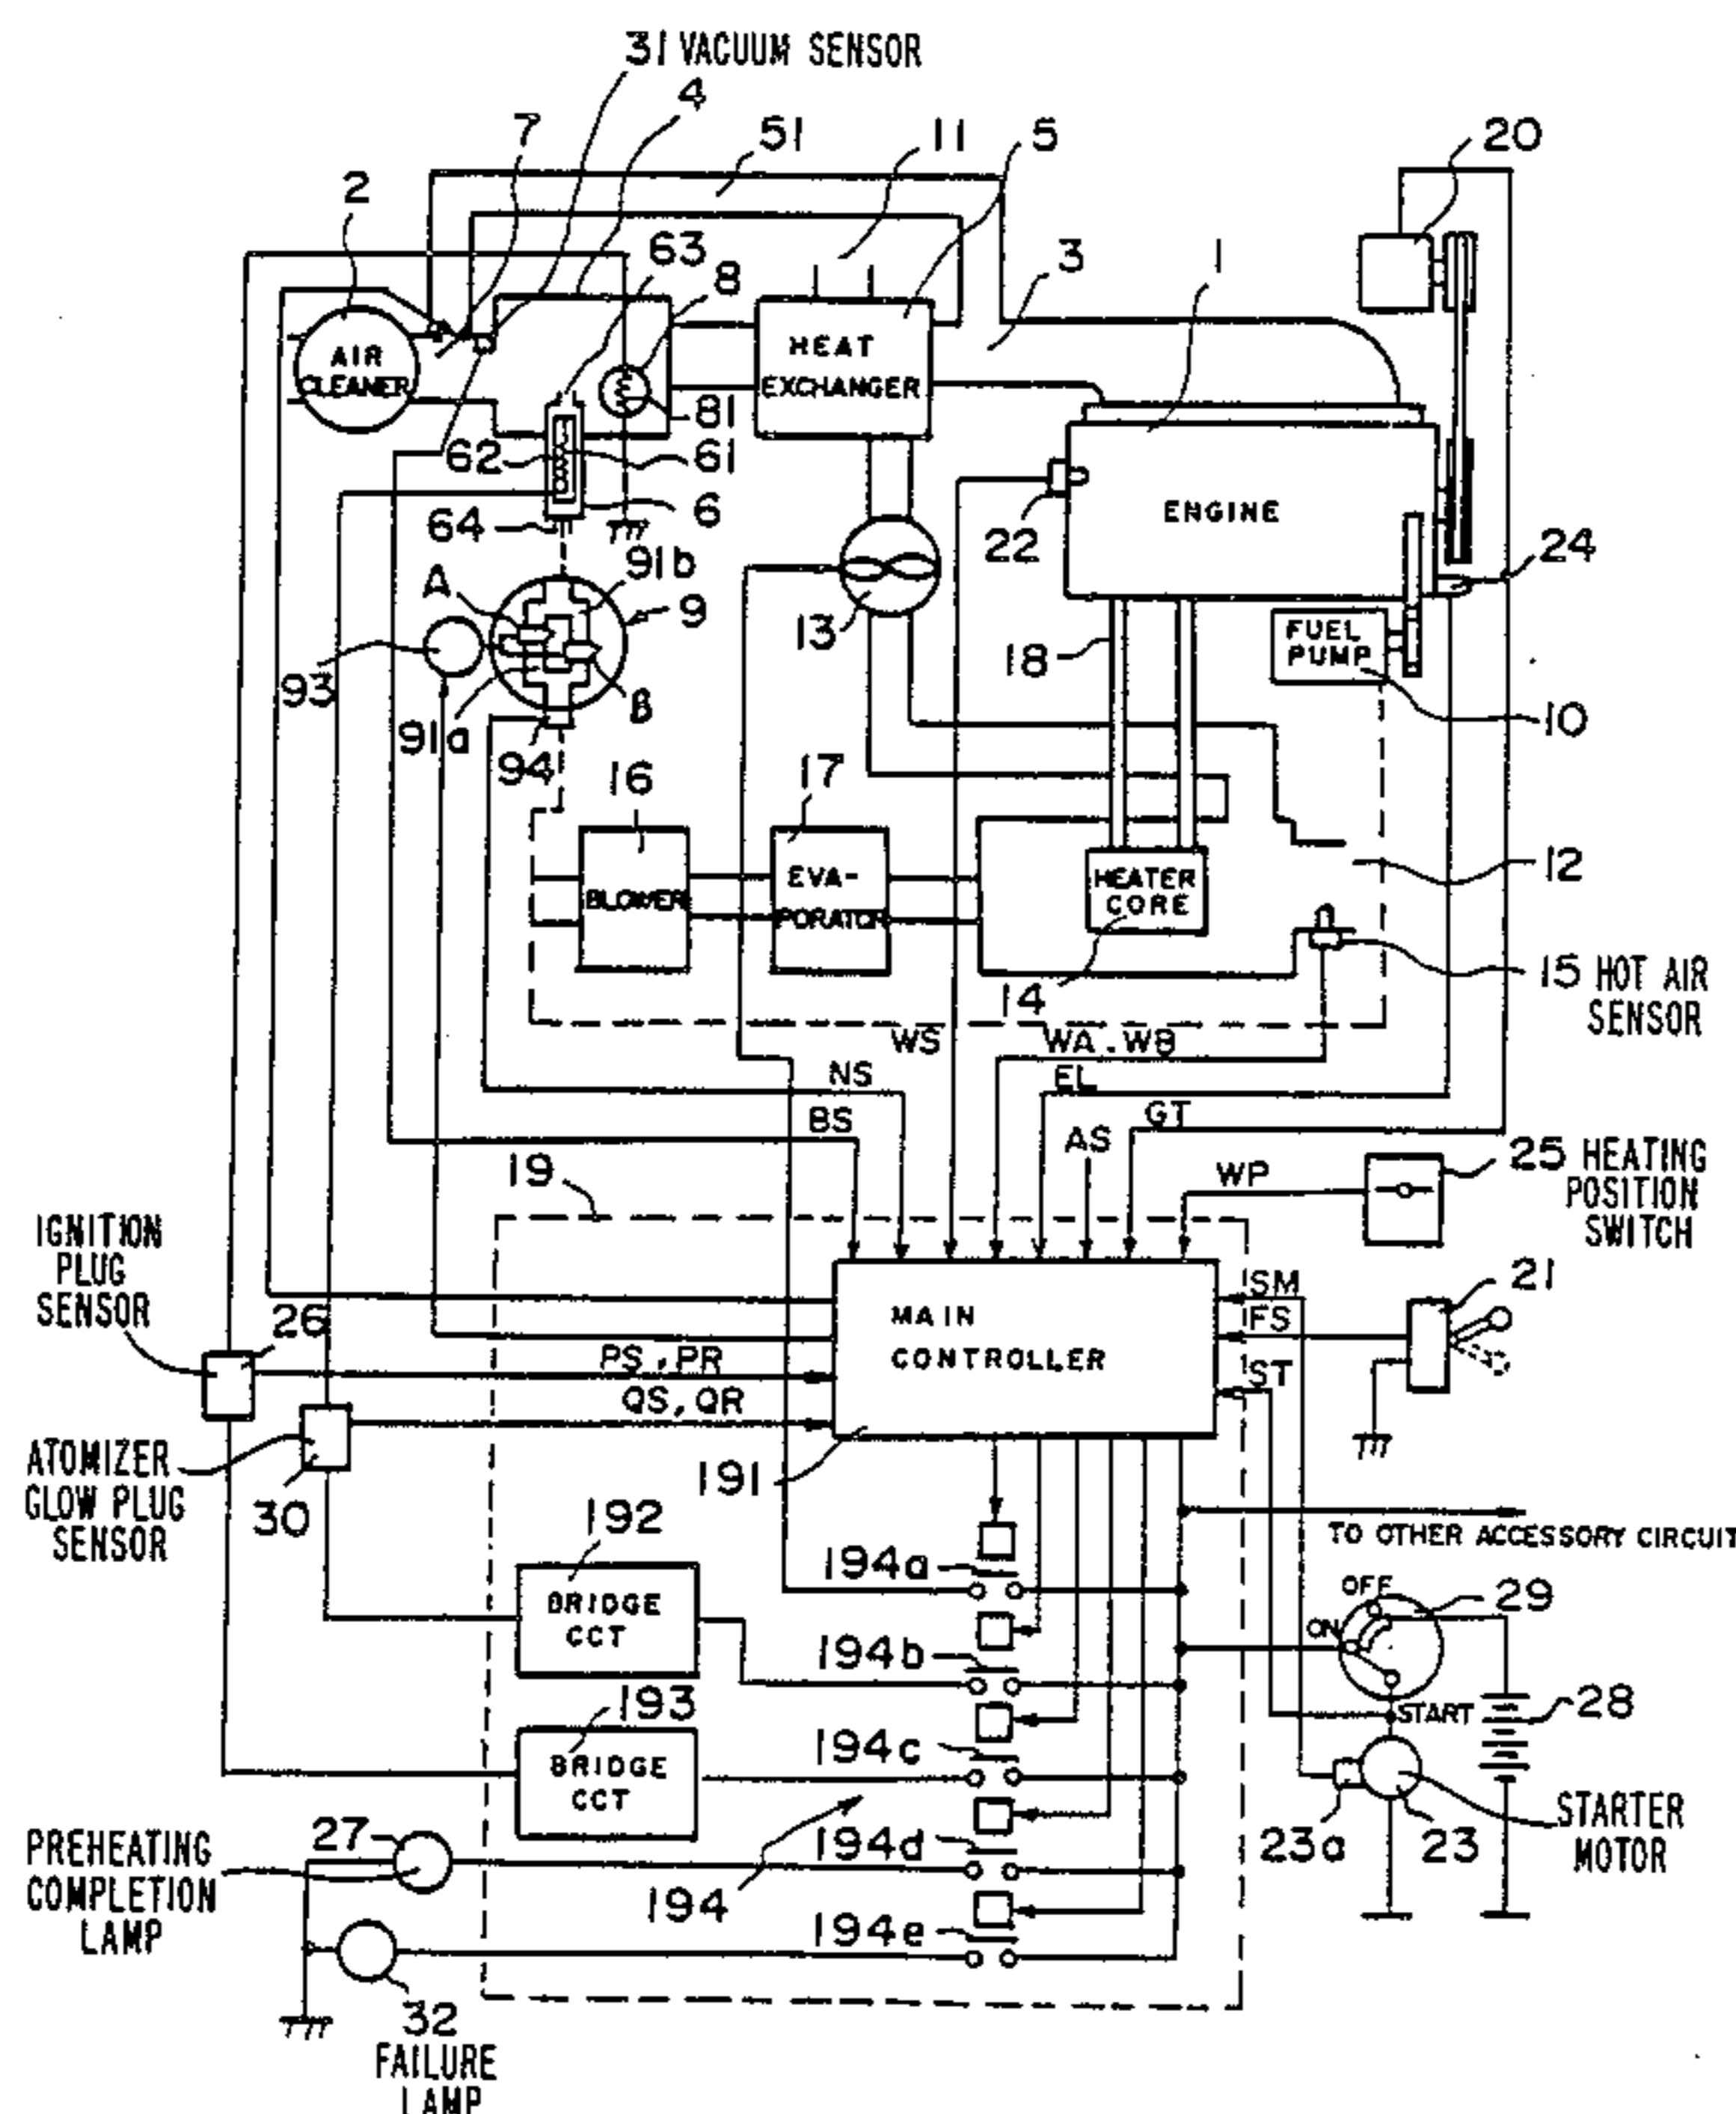 31 VACUUM SENSOR
4
7
51
11
5
20
2
63
8
3
1
AIR
CLEANER
HEAT
EXCHANGER
81
62
61
6
64
ENGINE
22
24
A
91b
9
13
18
FUEL
PUMP
93
B
91a
94
10
16
17
BLOWER
EVA-
PORATOR
HEATER
CORE
12
14
15 HOT AIR
SENSOR
WS
WA . WB
NS
EL
BS
GT
AS
WP
25 HEATING
POSITION
SWITCH
19
IGNITION
PLUG
SENSOR
26
MAIN
CONTROLLER
SM
FS
ST
21
PS , PR
QS, QR
ATOMIZER
GLOW PLUG
SENSOR
30
191
TO OTHER ACCESSORY CIRCUIT
192
BRIDGE
CCT
194a
194b
OFF
ON
29
START
28
193
BRIDGE
CCT
194c
194d
194
194e
23a
23
STARTER
MOTOR
PREHEATING
COMPLETION
LAMP
27
32
FAILURE
LAMP